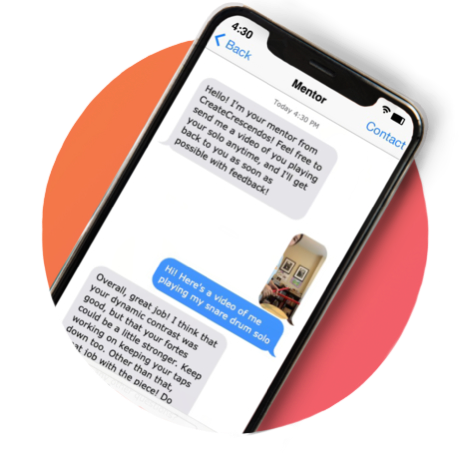 4:30
Back
Mentor
Contact
Today 4:30 PM
Hello! I'm your mentor from
CreateCrescendos! Feel free to
send me a video of you playing
your solo anytime, and I'll get
back to you as soon as
possible with feedback!
Hi! Here's a video of me
playing my snare drum solo
Overall, great job! I think that
your dynamic contrast was
good, but that your fortes
could be a little stronger. Keep
working on keeping your taps
down too. Other than that,
job with the piece! Do